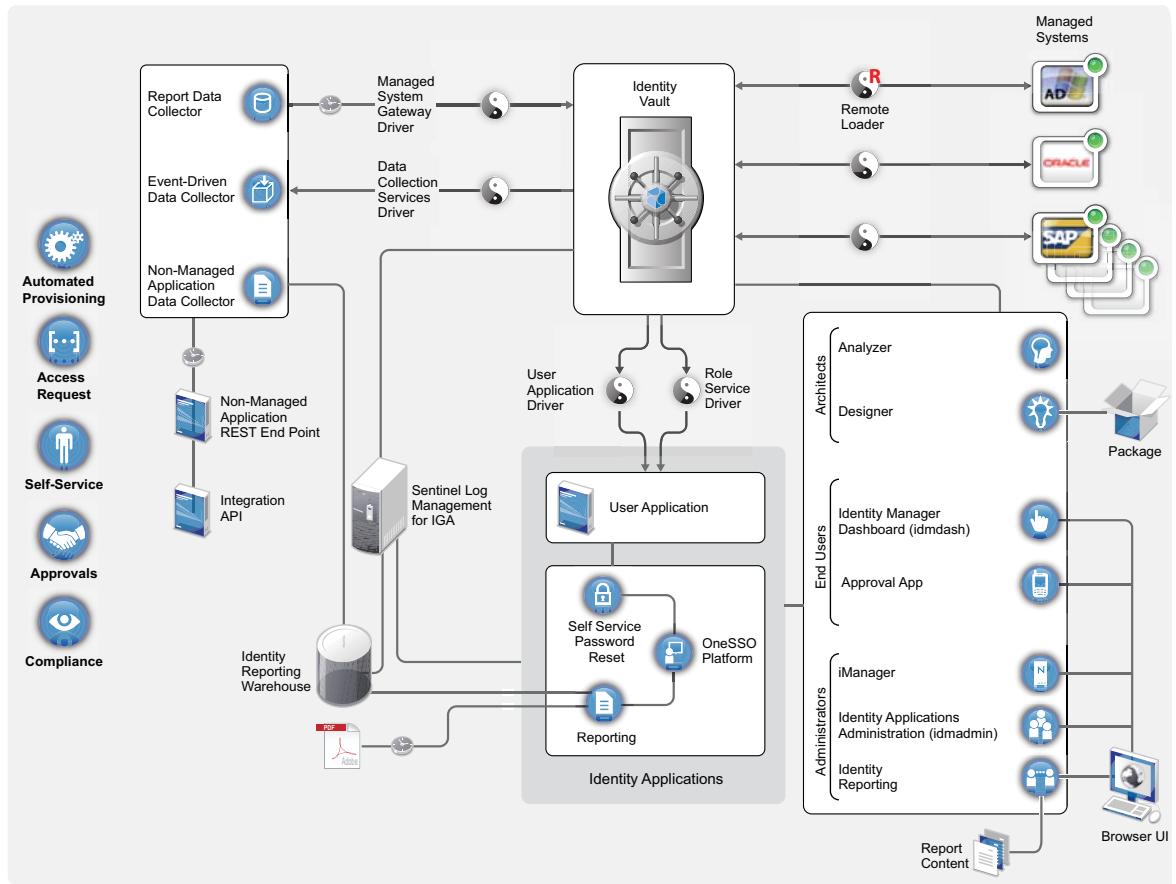 Managed
Systems
Report Data
Collector
Managed
System
Gateway
Driver
Identity
Vault
R
Remote
Loader
AD
Event-Driven
Data Collector
Data
Collection
Services
Driver
ORACLE
SAP
Non-Managed
Application
Data Collector
Automated
Provisioning
Access
Request
Self-Service
Approvals
Compliance
Non-Managed
Application
REST End Point
Integration
API
User
Application
Driver
Role
Service
Driver
Sentinel Log
Management
for IGA
User Application
Self Service
Password
Reset
OneSSO
Platform
Reporting
Identity Applications
Identity
Reporting
Warehouse
PDF
Adobe
Architects
Analyzer
Designer
Package
End Users
Identity Manager
Dashboard (idmdash)
Approval App
Administrators
iManager
N
Identity Applications
Administration (idmadmin)
Identity
Reporting
Browser UI
Report
Content